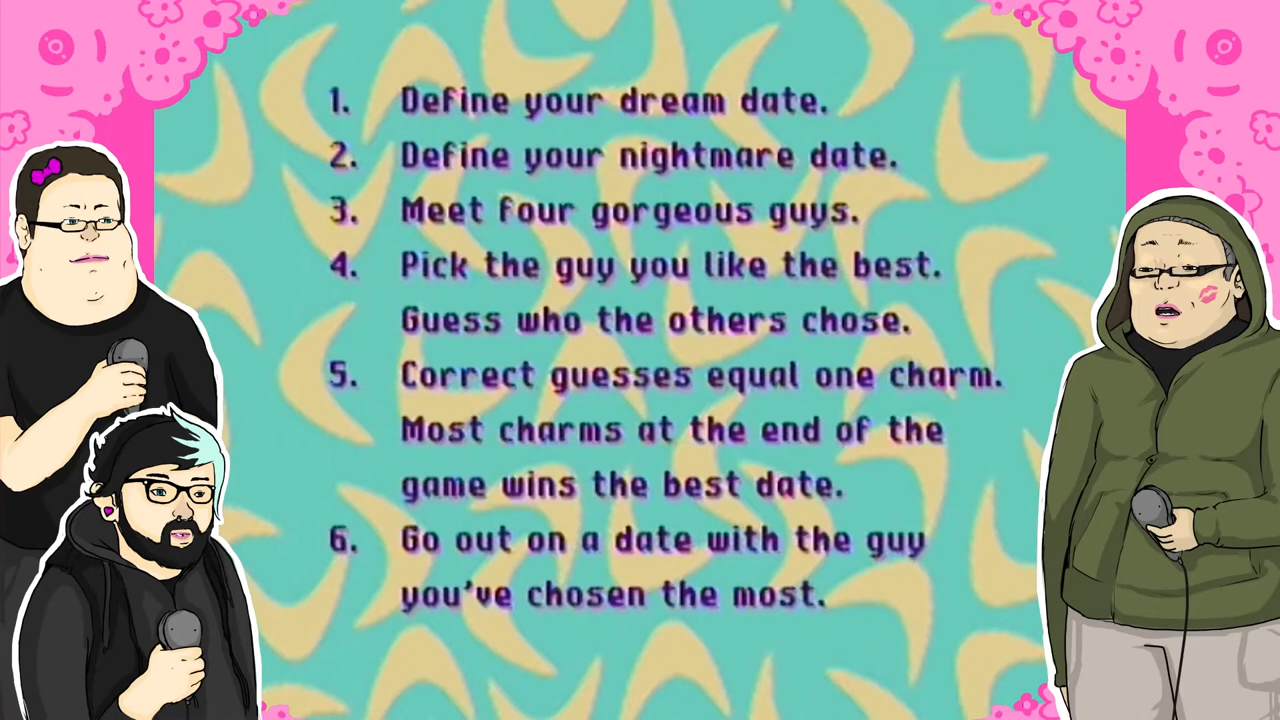 1. Define your dream date.
2. Define your nightmare date.
3. Meet four gorgeous guys.
4. Pick the guy you like the best.
Guess who the others chose.
5. Correct guesses equal one charm.
Most charms at the end of the
game wins the best date.
6. Go out on a date with the guy
you've chosen the most.